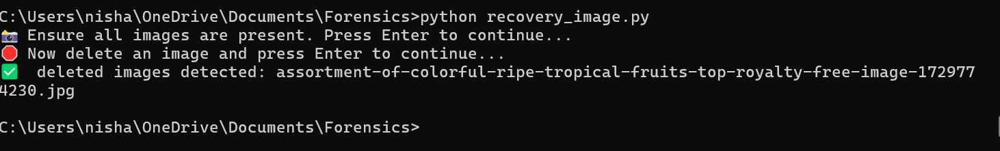 C:\Users\nisha\OneDrive\Documents\Forensics>python recovery_image.py
📸 Ensure all images are present. Press Enter to continue...
🛑 Now delete an image and press Enter to continue...
✅  deleted images detected: assortment-of-colorful-ripe-tropical-fruits-top-royalty-free-image-172977
4230.jpg
C:\Users\nisha\OneDrive\Documents\Forensics>